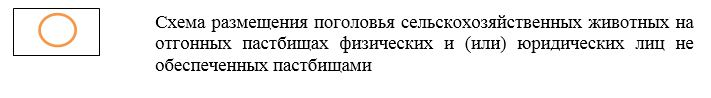 Схема размещения поголовья сельскохозяйственных животных на
отгонных пастбищах физических и (или) юридических лиц не
обеспеченных пастбищами